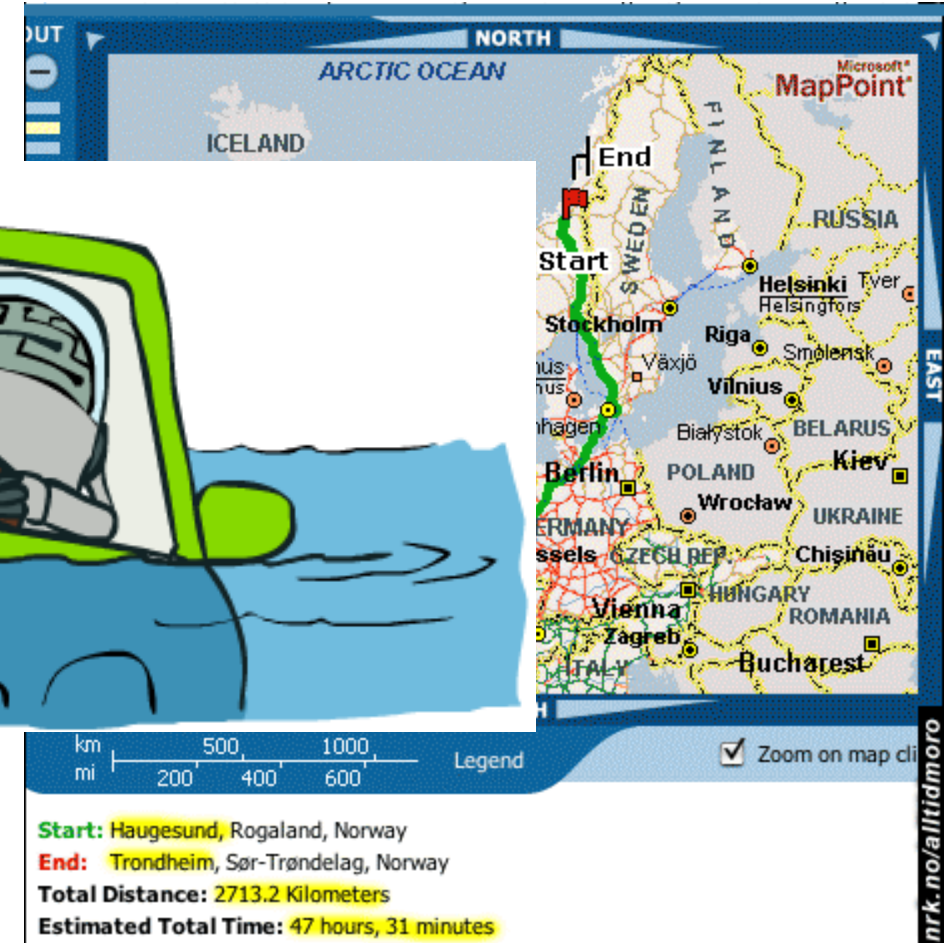 OUT
NORTH
ARCTIC OCEAN
Microsoft®
MapPoint®
ICELAND
End
FINLAND
SWEDEN
RUSSIA
Start
Helsinki
Tver
Helsingfors
Stockholm
Riga
Smolensk
EAST
Växjö
Vilnius
nhagen
Białystok
BELARUS
Berlin
POLAND
Kiev
Wrocław
ERMANY
UKRAINE
ssels
CZECH REP.
Chişinău
HUNGARY
Vienna
ROMANIA
Zagreb
ITALY
Bucharest
H
km 500 1000
mi 200 400 600
Legend
Zoom on map cli
Start: Haugesund, Rogaland, Norway
End: Trondheim, Sør-Trøndelag, Norway
Total Distance: 2713.2 Kilometers
Estimated Total Time: 47 hours, 31 minutes
nrk.no/alltidmoro